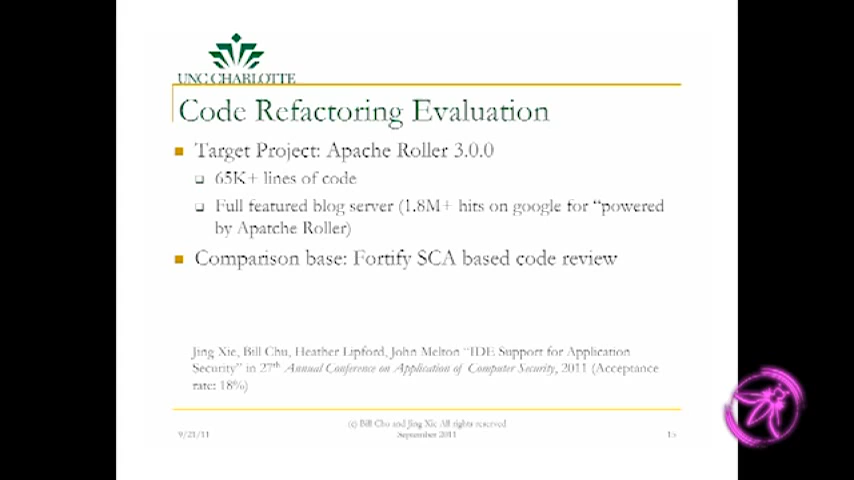 UNC CHARLOTTE
Code Refactoring Evaluation
Target Project: Apache Roller 3.0.0
65K+ lines of code
Full featured blog server (1.8M+ hits on google for “powered
by Apatche Roller)
Comparison base: Fortify SCA based code review
Jing Xie, Bill Chu, Heather Lipford, John Melton “IDE Support for Application
Security” in 27th Annual Conference on Application of Computer Security, 2011 (Acceptance
rate: 18%)
(c) Bill Chu and Jing Xie All rights reserved
9/21/11
September 2011
15